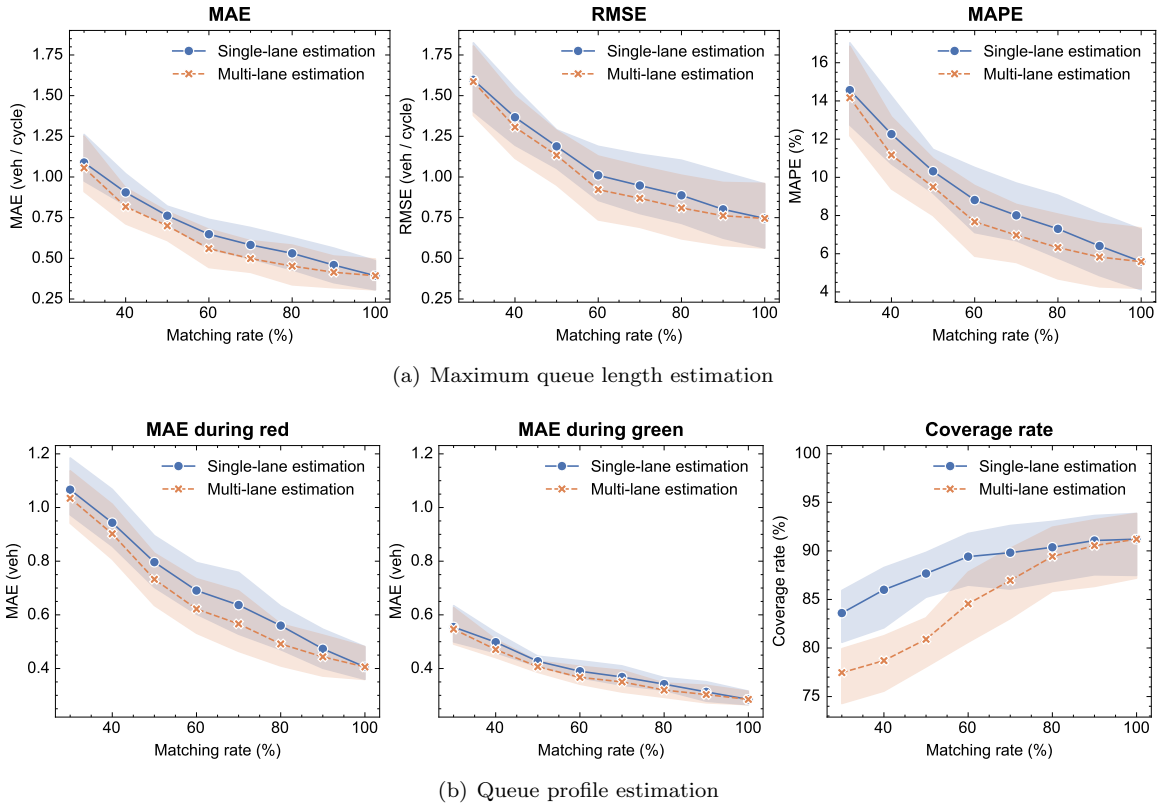 MAE
RMSE
MAPE
MAE (veh / cycle)
1.75
1.50
1.25
1.00
0.75
0.50
0.25
Single-lane estimation
Multi-lane estimation
40
60
80
100
Matching rate (%)
RMSE (veh / cycle)
1.75
1.50
1.25
1.00
0.75
0.50
0.25
Single-lane estimation
Multi-lane estimation
40
60
80
100
Matching rate (%)
MAPE (%)
16
14
12
10
8
6
4
Single-lane estimation
Multi-lane estimation
40
60
80
100
Matching rate (%)
(a) Maximum queue length estimation
MAE during red
MAE during green
Coverage rate
MAE (veh)
1.2
1.0
0.8
0.6
0.4
Single-lane estimation
Multi-lane estimation
40
60
80
100
Matching rate (%)
MAE (veh)
1.2
1.0
0.8
0.6
0.4
Single-lane estimation
Multi-lane estimation
40
60
80
100
Matching rate (%)
Coverage rate (%)
100
95
90
85
80
75
Single-lane estimation
Multi-lane estimation
40
60
80
100
Matching rate (%)
(b) Queue profile estimation